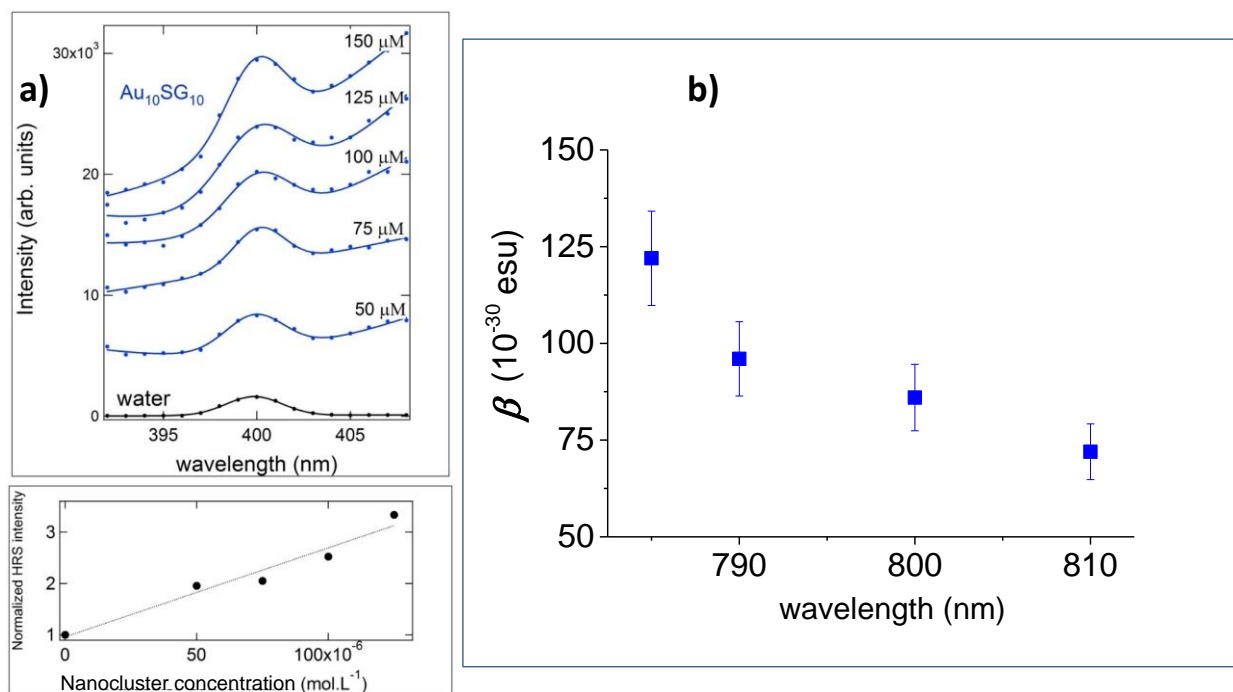 a)
Au₁₀SG₁₀
150 μM
125 μM
100 μM
75 μM
50 μM
water
30x10³
20
10
0
Intensity (arb. units)
395
400
405
wavelength (nm)
Normalized HRS intensity
3
2
1
0
50
100x10⁻⁶
Nanocluster concentration (mol.L⁻¹)
b)
150
125
100
75
50
β (10⁻³⁰ esu)
790
800
810
wavelength (nm)